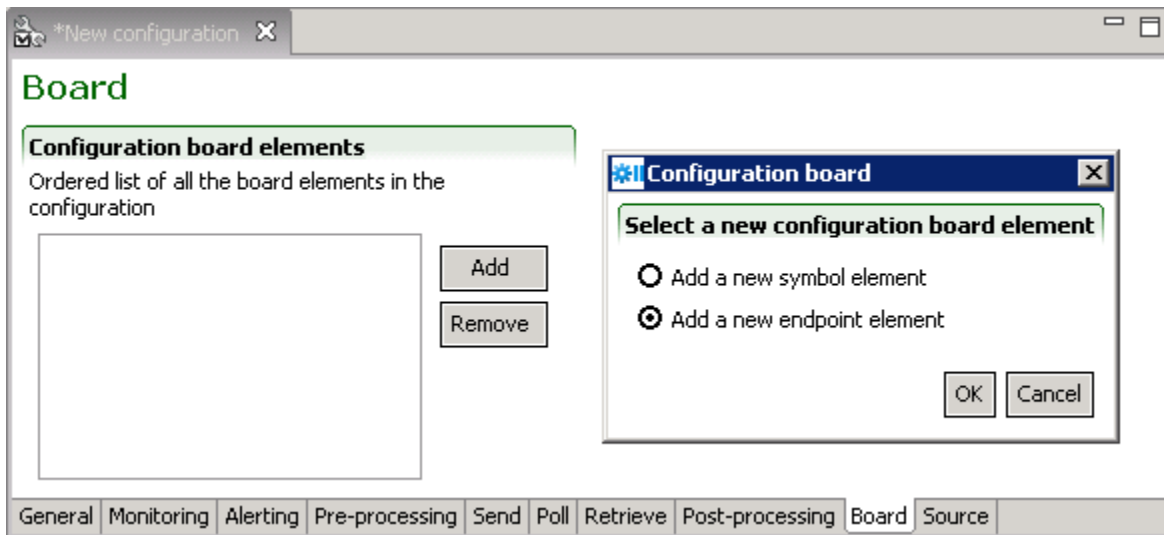 *New configuration
Board
Configuration board elements
Ordered list of all the board elements in the
configuration
Add
Remove
Configuration board
Select a new configuration board element
Add a new symbol element
Add a new endpoint element
OK
Cancel
General Monitoring Alerting Pre-processing Send Poll Retrieve Post-processing Board Source